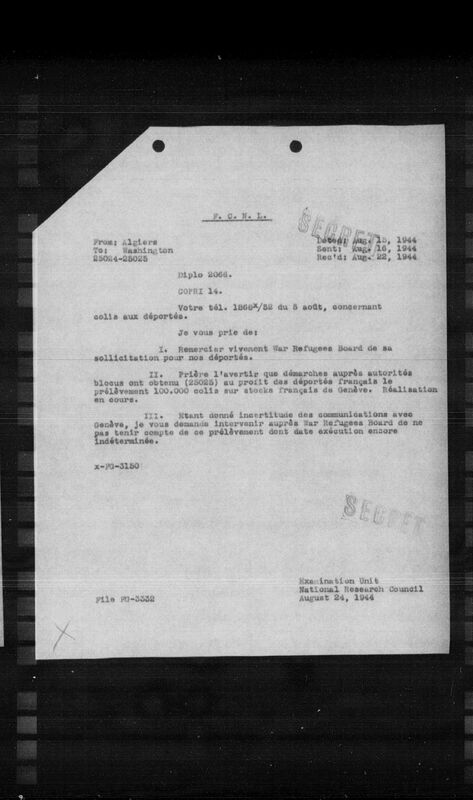 F. C. N. L.
SECRET
From: Algiers
To: Washington
25024-25025
Dated: Aug. 15, 1944
Sent: Aug. 16, 1944
Rec'd: Aug. 22, 1944
Diplo 2066.
COPRI 14.
Votre tél. 1868x/52 du 5 août, concernant
colis aux déportés.
Je vous prie de:
I. Remercier vivement War Refugees Board de sa
sollicitation pour nos déportés.
II. Prière l'avertir que démarches auprès autorités
blocus ont obtenu (25025) au profit des déportés français le
prélèvement 100.000 colis sur stocks français de Genève. Réalisation
en cours.
III. Etant donné incertitude des communications avec
Genève, je vous demande intervenir auprès War Refugees Board de ne
pas tenir compte de ce prélèvement dont date exécution encore
indéterminée.
x-FG-3150
SECRET
Examination Unit
National Research Council
August 24, 1944
File FG-3332